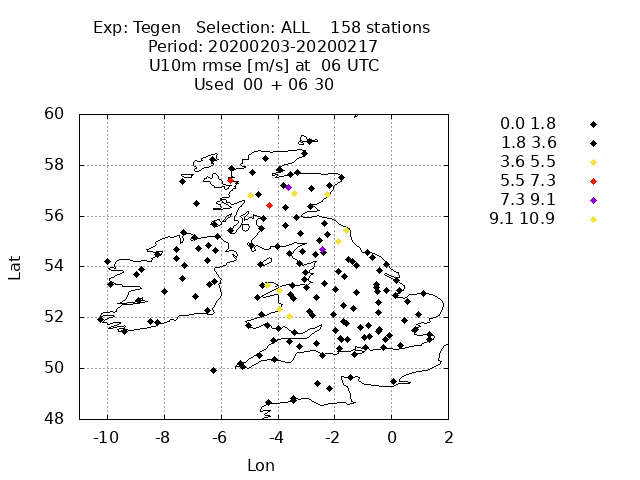 Exp: Tegen Selection: ALL 158 stations
Period: 20200203-20200217
U10m rmse [m/s] at 06 UTC
Used 00 + 06 30
0.0 1.8
1.8 3.6
3.6 5.5
5.5 7.3
7.3 9.1
9.1 10.9
Lat
60
58
56
54
52
50
48
-10 -8 -6 -4 -2 0 2
Lon